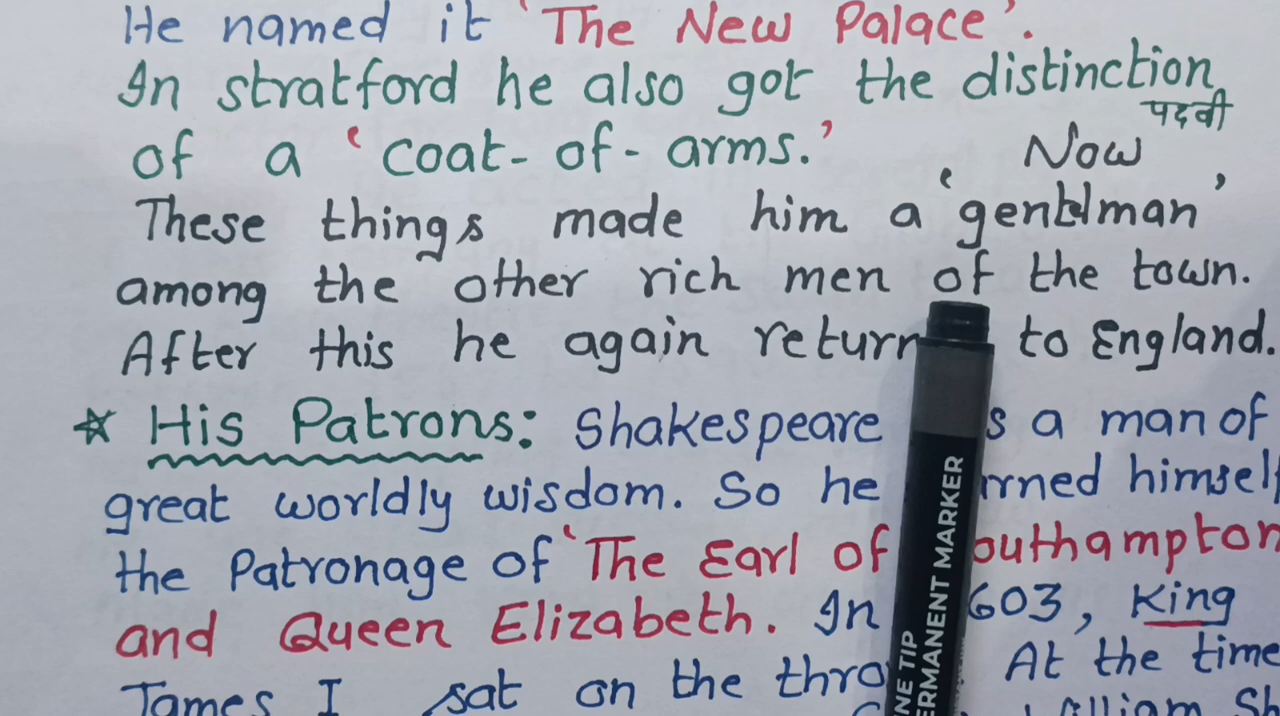 He named it 'The New Palace'.
In stratford he also got the distinction
पदवी
of a 'coat-of-arms.' Now
These things made him a 'gentlman'
among the other rich men of the town.
After this he again return to England.
☆ His Patrons: Shakespeare s a man of
great worldly wisdom. So he rned himself
the Patronage of 'The Earl of outhampton
and Queen Elizabeth. In 603, King
James I sat on the thro At the time
NE TIP
ERMANENT MARKER